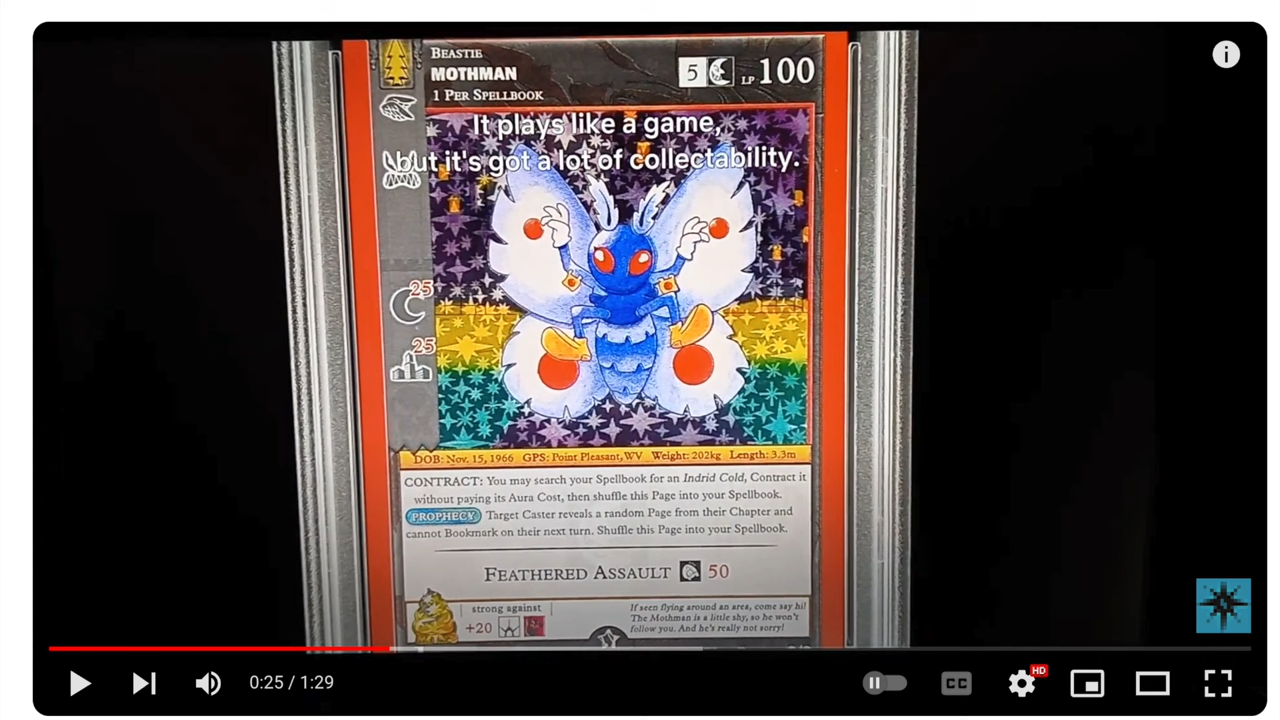 BEASTIE
MOTHMAN
1 PER SPELLBOOK
5
LP 100
It plays like a game,
but it's got a lot of collectability.
25
25
DOB: Nov. 15, 1966 GPS: Point Pleasant, WV Weight: 202kg Length: 3.3m
CONTRACT: You may search your Spellbook for an Indrid Cold, Contract it
without paying its Aura Cost, then shuffle this Page into your Spellbook.
PROPHECY Target Caster reveals a random Page from their Chapter and
cannot Bookmark on their next turn. Shuffle this Page into your Spellbook.
FEATHERED ASSAULT 50
strong against
+20
If seen flying around an area, come say hi!
The Mothman is a little shy, so he won't
follow you. And he's really not sorry!
0:25 / 1:29
CC
HD